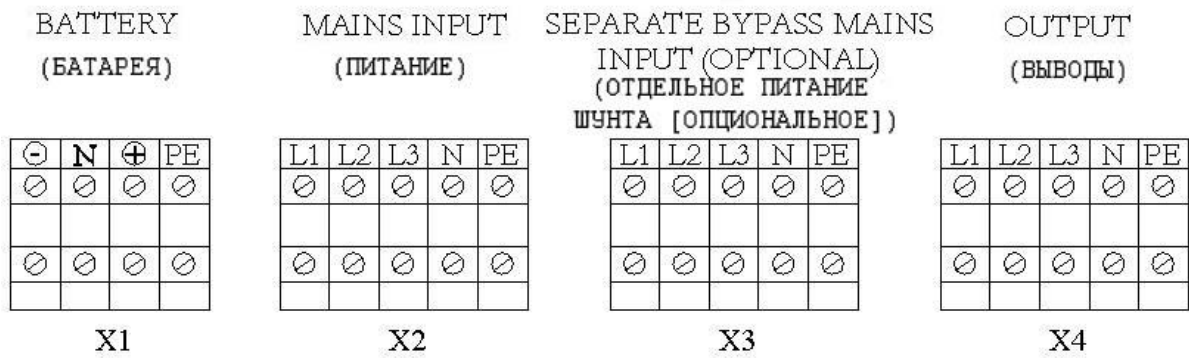 BATTERY
(БАТАРЕЯ)
MAINS INPUT
(ПИТАНИЕ)
SEPARATE BYPASS MAINS
INPUT (OPTIONAL)
(ОТДЕЛЬНОЕ ПИТАНИЕ
ШУНТА [ОПЦИОНАЛЬНОЕ])
OUTPUT
(ВЫВОДЫ)
- N + PE
L1 L2 L3 N PE
L1 L2 L3 N PE
L1 L2 L3 N PE
X1
X2
X3
X4